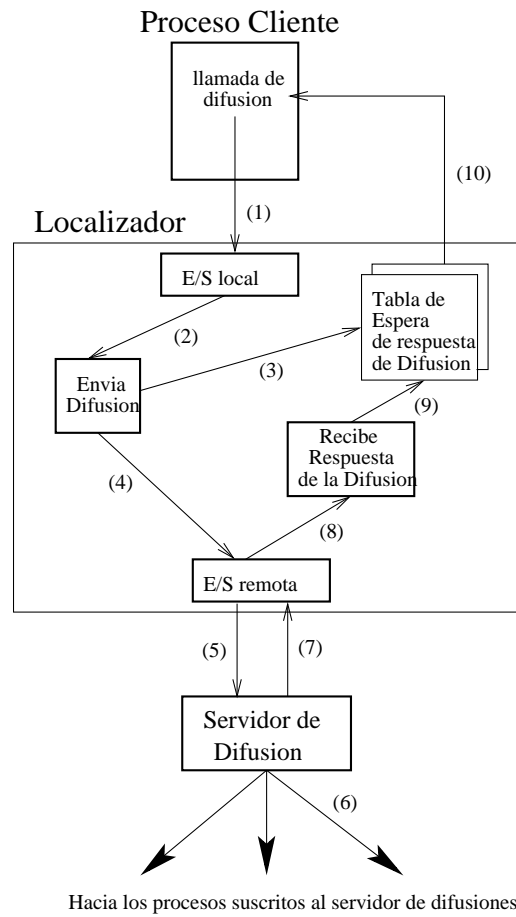 Proceso Cliente
llamada de
difusion
(10)
(1)
Localizador
E/S local
Tabla de
Espera
de respuesta
de Difusion
(2)
(3)
Envia
Difusion
(9)
Recibe
Respuesta
de la Difusion
(4)
(8)
E/S remota
(5)
(7)
Servidor de
Difusion
(6)
Hacia los procesos suscritos al servidor de difusiones